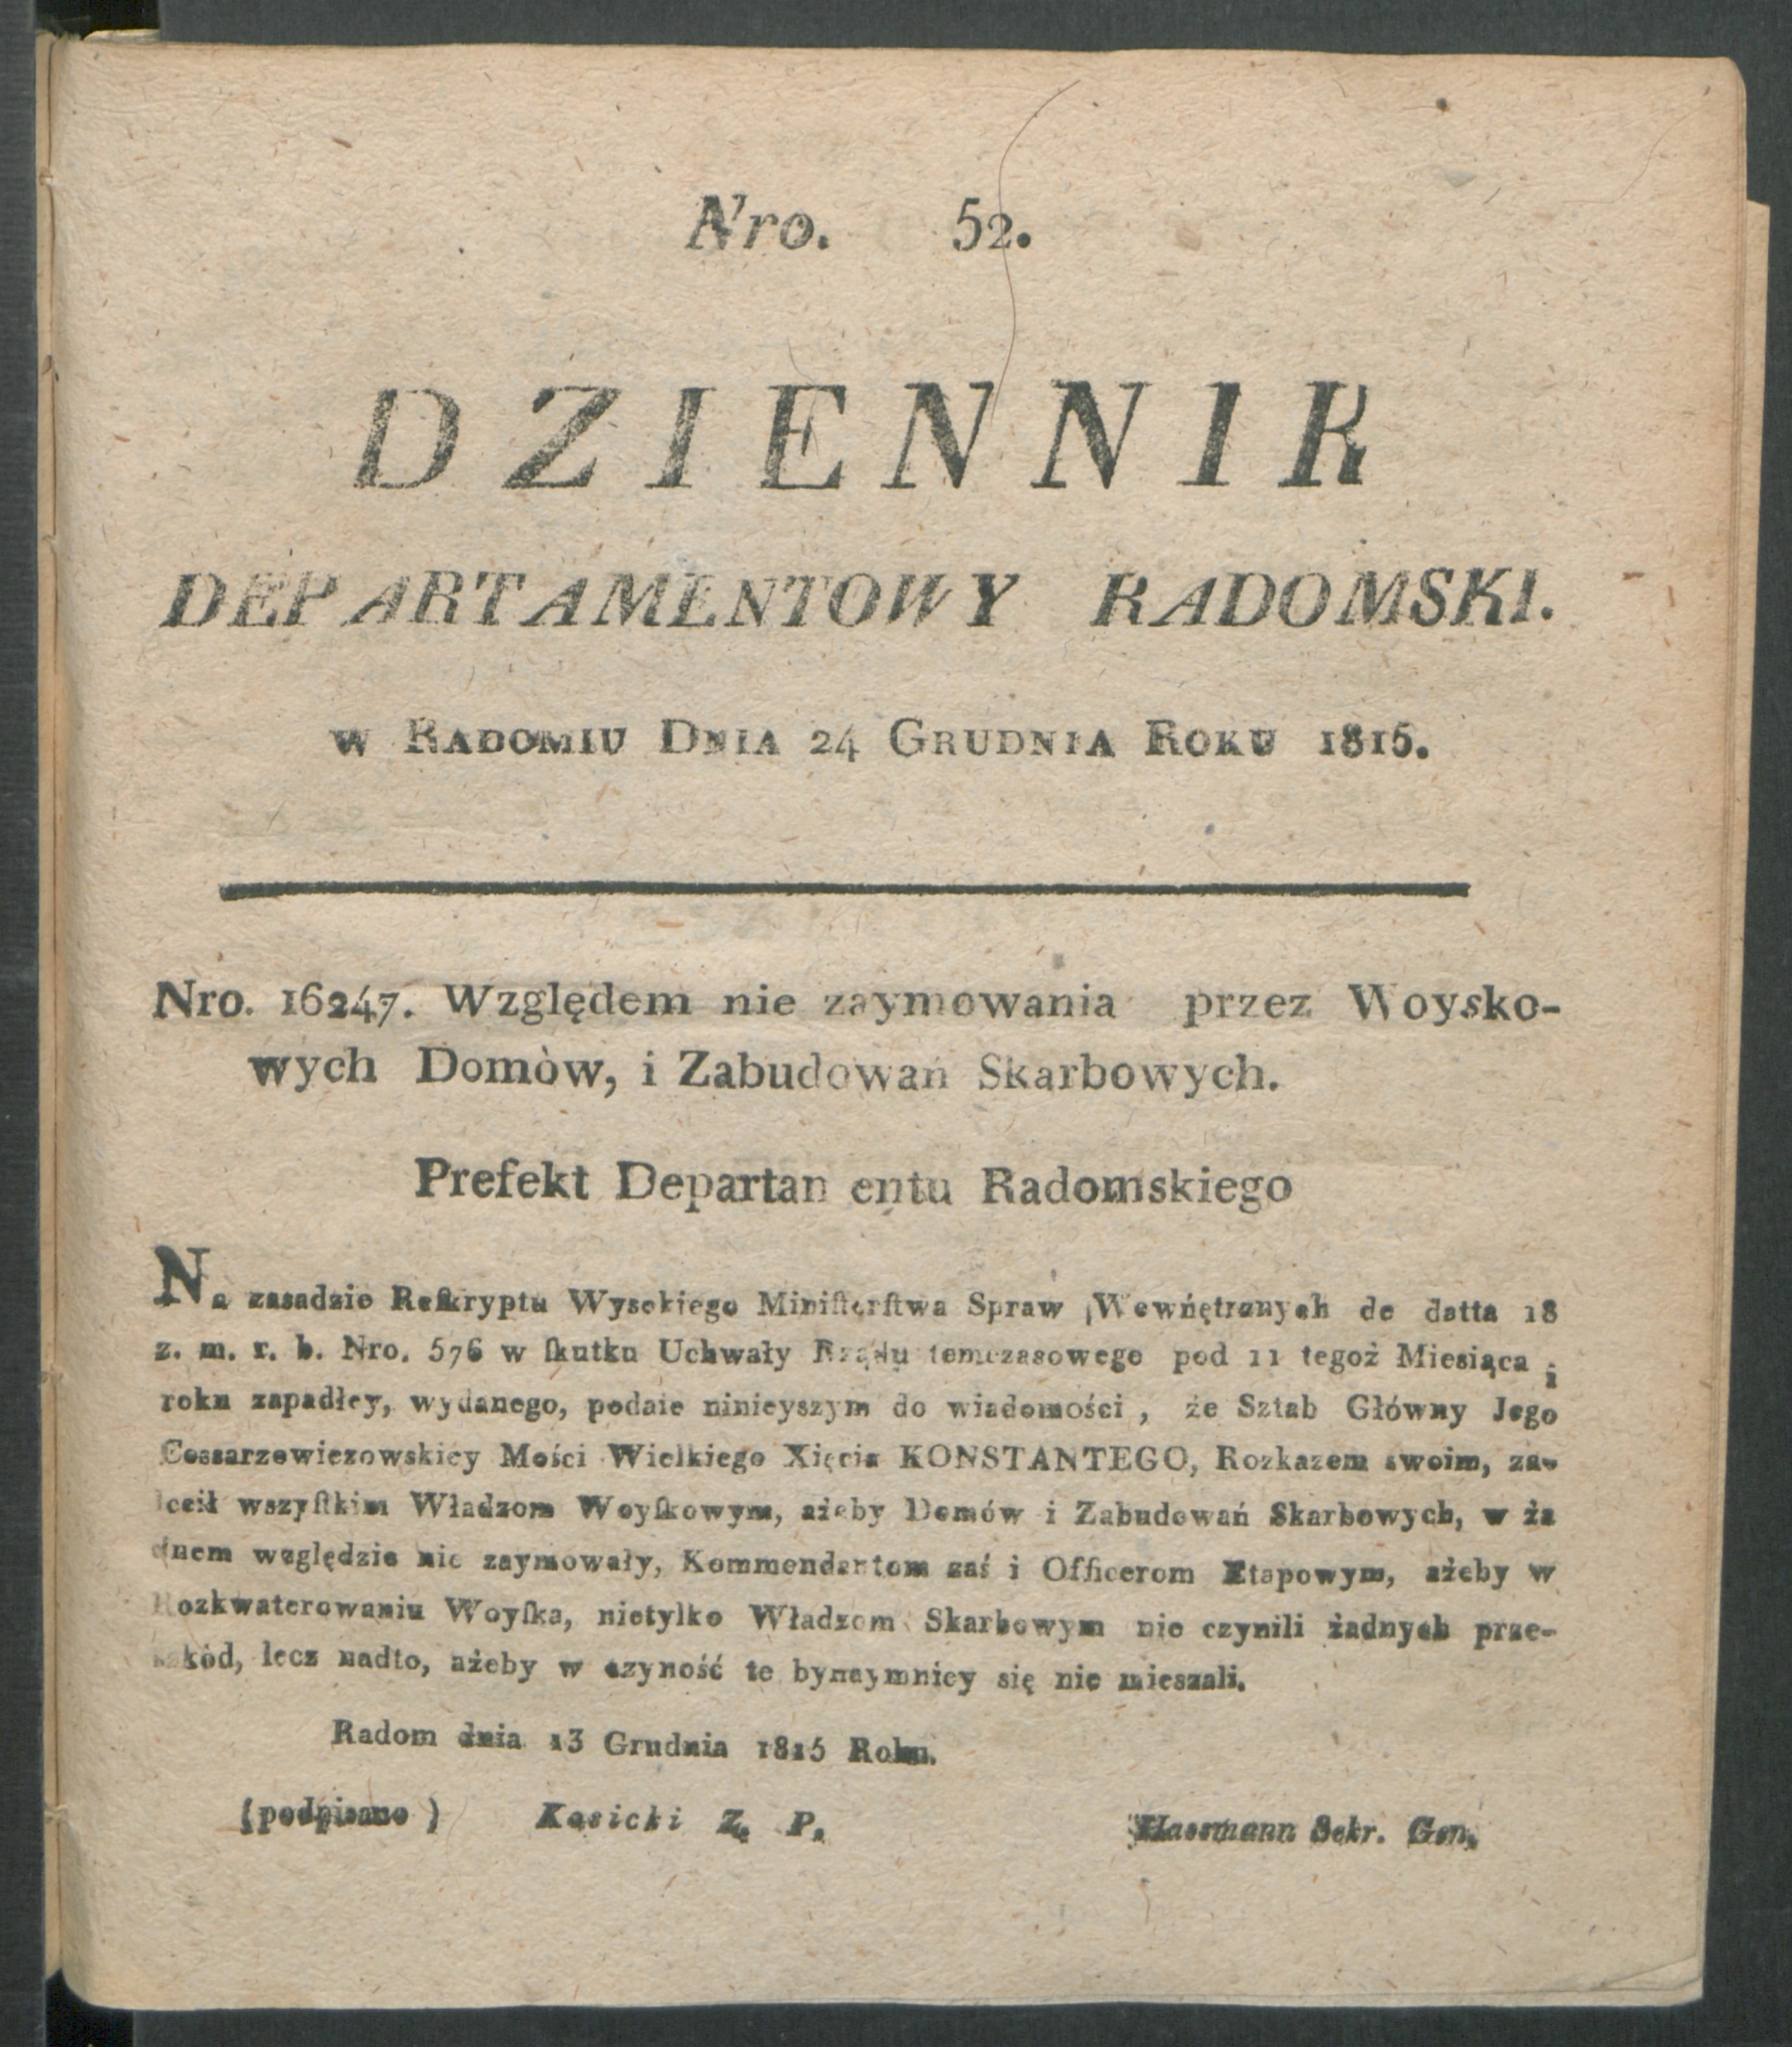 Nro. 52.
DZIENNIK
DEPARTAMENTOWY RADOMSKI.
w Radomiu Dnia 24 Grudnia Roku 1815.
Nro. 16247. Względem nie zaymowania przez Woysko-
wych Domòw, i Zabudowań Skarbowych.
Prefekt Departamentu Radomskiego
Na zasadzie Reſkryptu Wysokiego Miniſterſtwa Spraw Wewnętrznych de datta 18
z. m. r. b. Nro. 576 w ſkutku Uchwały Rządu temczasowego pod 11 tegoż Miesiąca i
roku zapadłey, wydanego, podaie ninieyszym do wiadomości, że Sztab Główny Jego
Cessarzewiczowskiey Mości Wielkiego Xięcia KONSTANTEGO, Rozkazem swoim, za-
lecił wszyſtkim Władzom Woyſkowym, ażeby Domów i Zabudowań Skarbowych, w ża
dnem względzie nie zaymowały, Kommendantom zaś i Officerom Etapowym, ażeby w
Rozkwaterowaniu Woyſka, nietylko Władzom Skarbowym nie czynili żadnych prze-
szkód, lecz nadto, ażeby w czyność te bynaymniey się nie mieszali.
Radom dnia 13 Grudnia 1815 Roku.
(podpisano) Kąsicki Z. P. Hassmann Sekr. Gen.